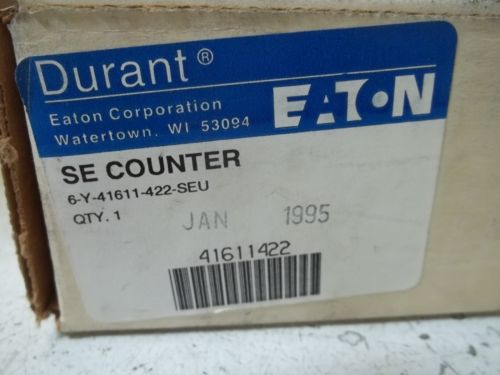 Durant®
Eaton Corporation
Watertown, WI 53094
EATON
SE COUNTER
6-Y-41611-422-SEU
QTY. 1 JAN 1995
41611422